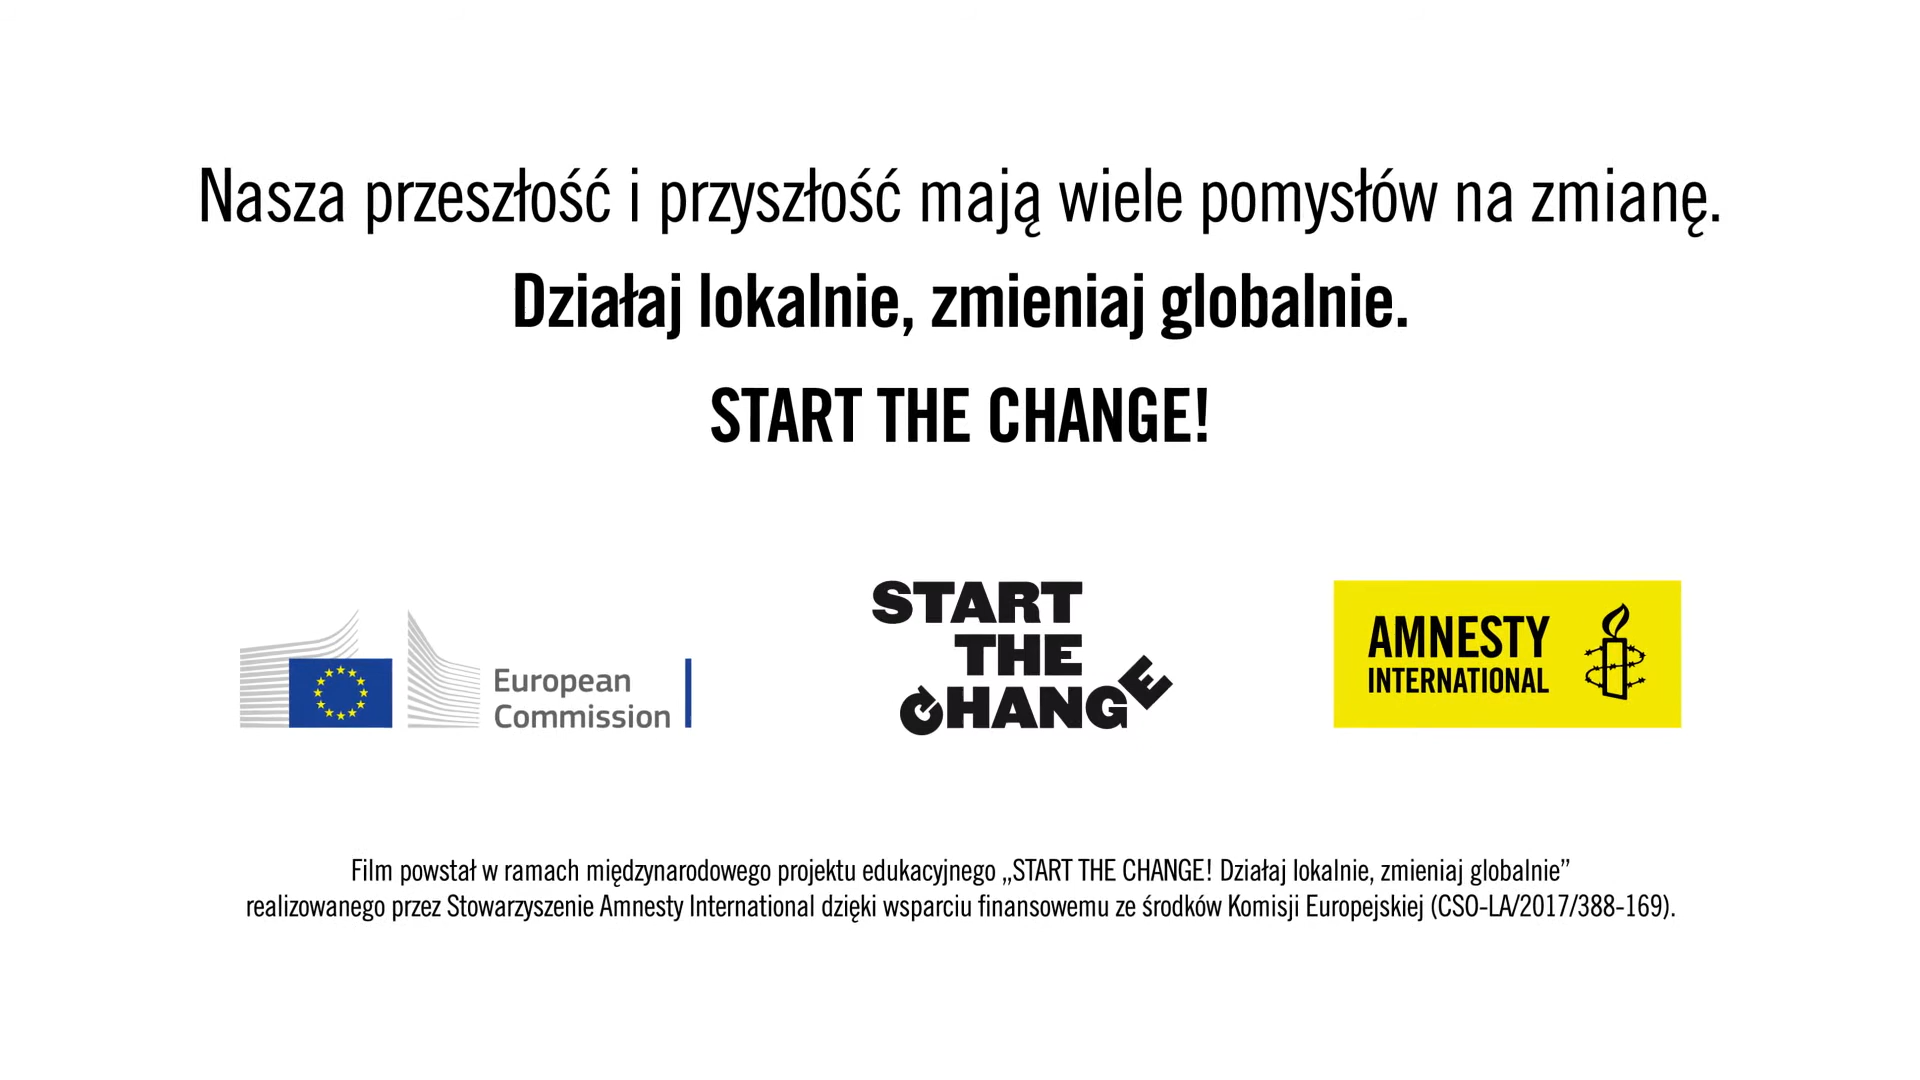 Nasza przeszłość i przyszłość mają wiele pomysłów na zmianę.
Działaj lokalnie, zmieniaj globalnie.
START THE CHANGE!
European
Commission
START
THE
CHANGE
AMNESTY
INTERNATIONAL
Film powstał w ramach międzynarodowego projektu edukacyjnego „START THE CHANGE! Działaj lokalnie, zmieniaj globalnie”
realizowanego przez Stowarzyszenie Amnesty International dzięki wsparciu finansowemu ze środków Komisji Europejskiej (CSO-LA/2017/388-169).